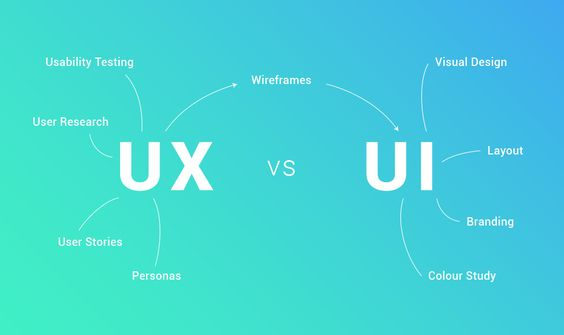 Usability Testing
Wireframes
Visual Design
User Research
UX
vs
UI
Layout
User Stories
Personas
Branding
Colour Study